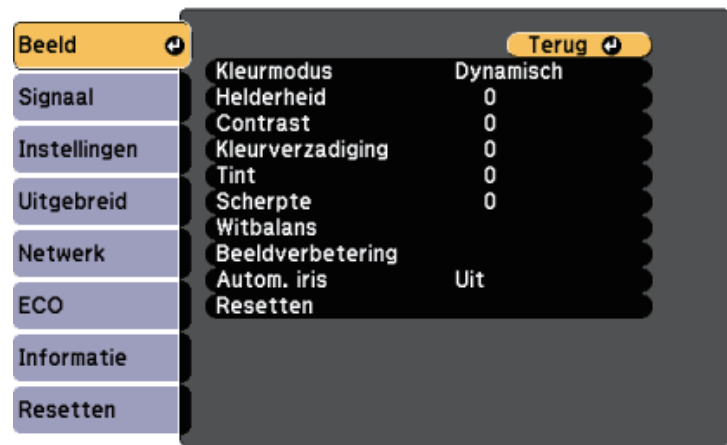 Beeld
Signaal
Instellingen
Uitgebreid
Netwerk
ECO
Informatie
Resetten
Terug
Kleurmodus Dynamisch
Helderheid 0
Contrast 0
Kleurverzadiging 0
Tint 0
Scherpte 0
Witbalans
Beeldverbetering
Autom. iris Uit
Resetten